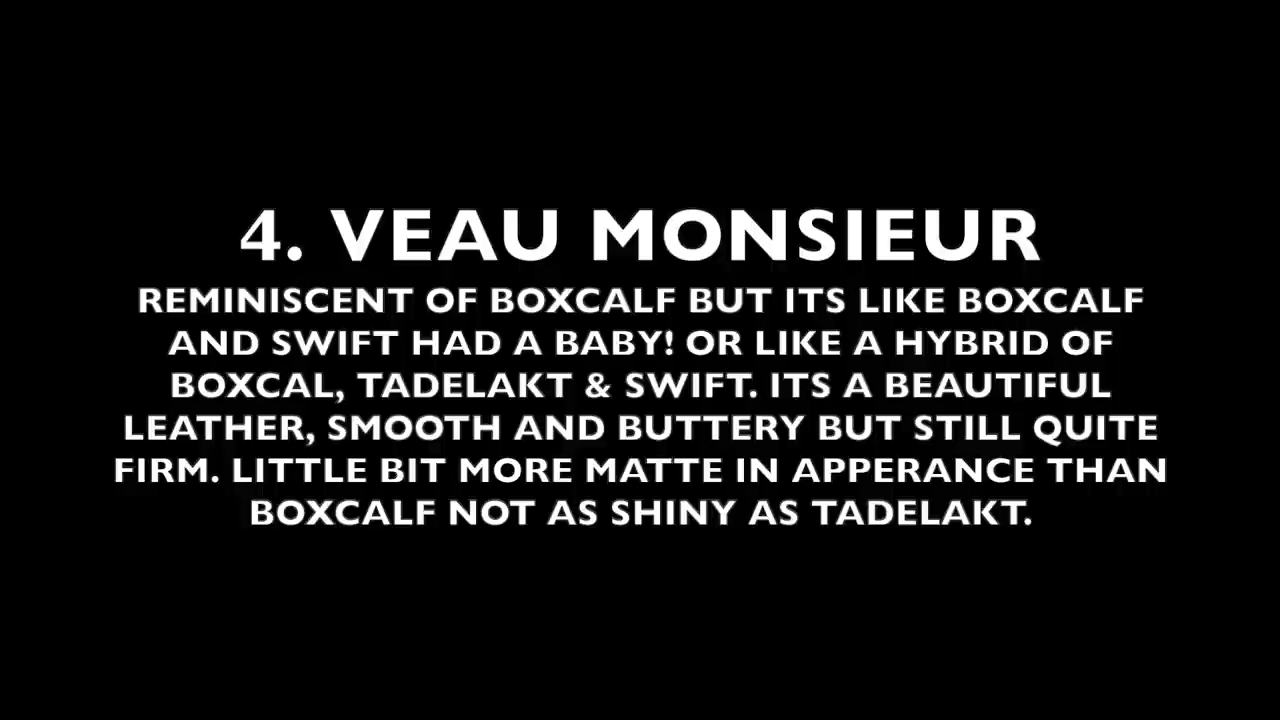 4. VEAU MONSIEUR
REMINISCENT OF BOXCALF BUT ITS LIKE BOXCALF
AND SWIFT HAD A BABY! OR LIKE A HYBRID OF
BOXCAL, TADELAKT & SWIFT. ITS A BEAUTIFUL
LEATHER, SMOOTH AND BUTTERY BUT STILL QUITE
FIRM. LITTLE BIT MORE MATTE IN APPERANCE THAN
BOXCALF NOT AS SHINY AS TADELAKT.